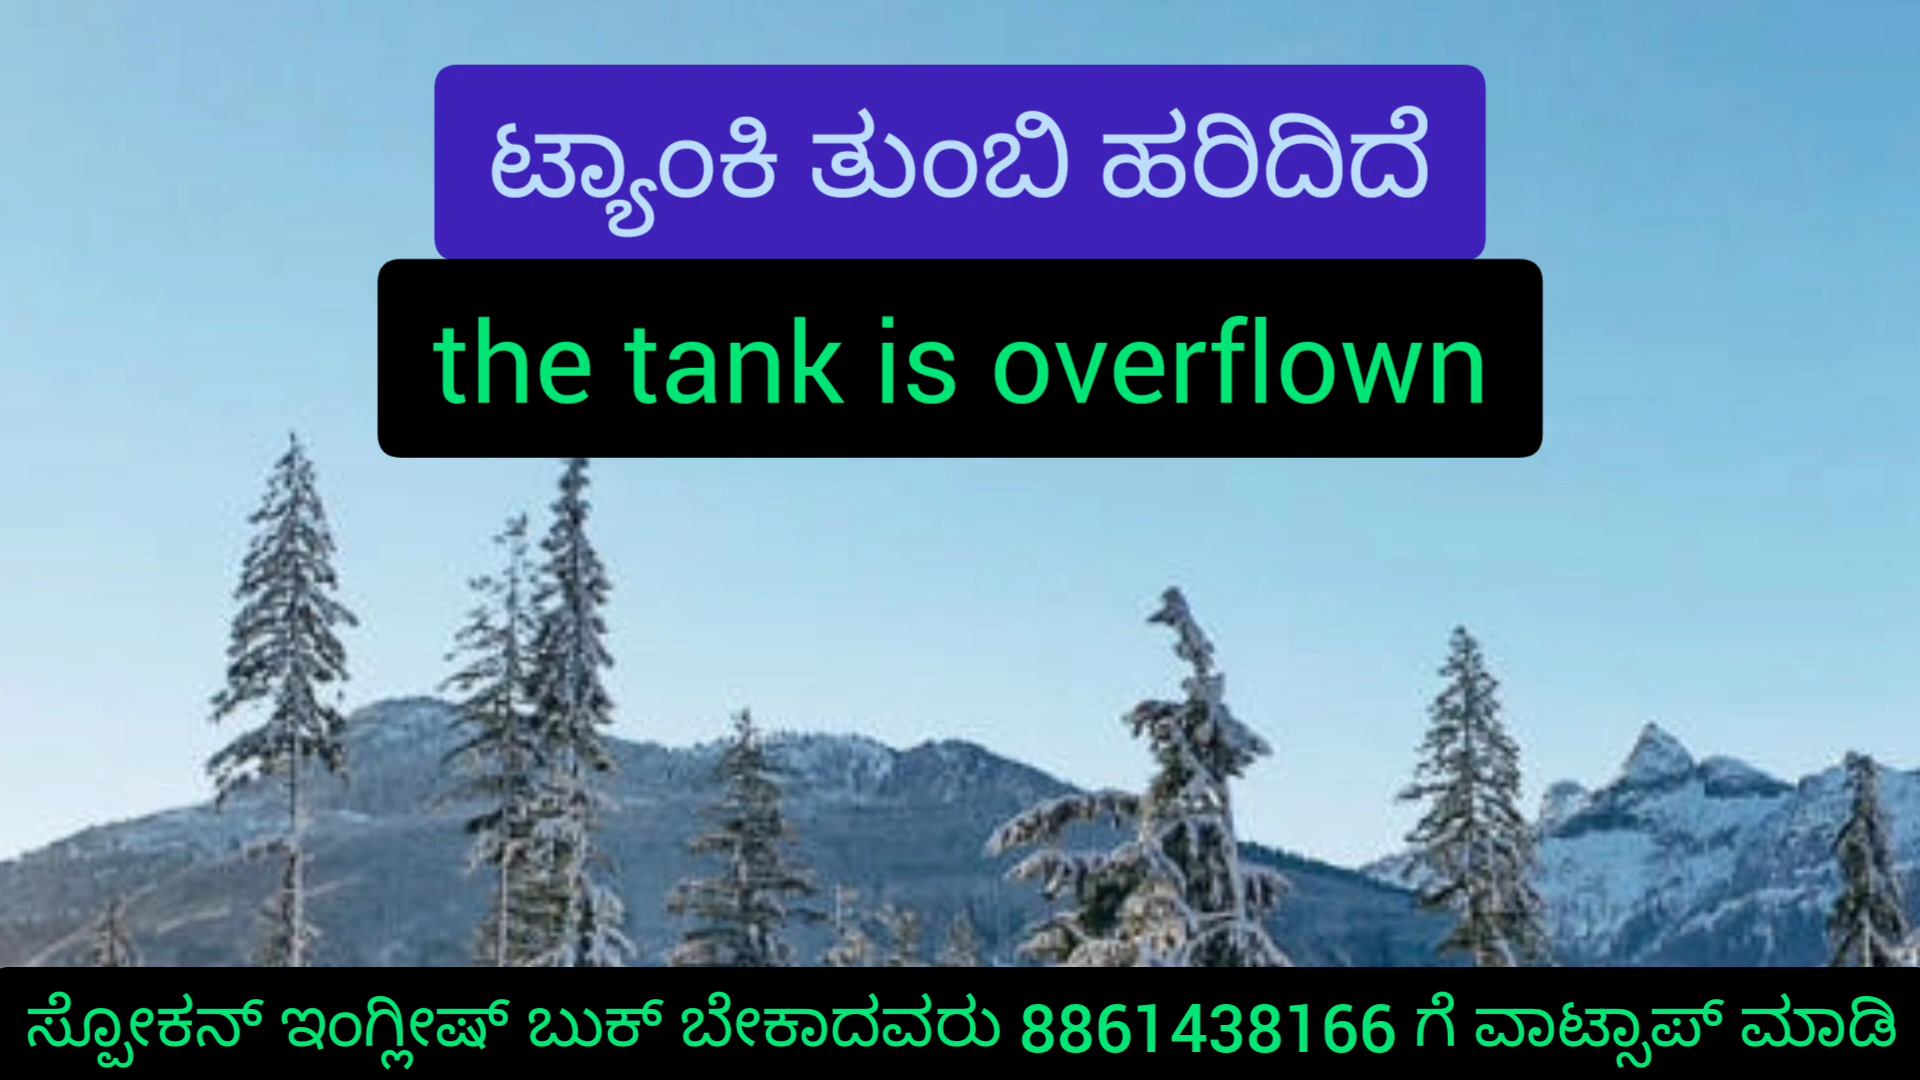 ಟ್ಯಾಂಕಿ ತುಂಬಿ ಹರಿದಿದೆ
the tank is overflown
ಸ್ಪೋಕನ್ ಇಂಗ್ಲೀಷ್ ಬುಕ್ ಬೇಕಾದವರು 8861438166 ಗೆ ವಾಟ್ಸಾಪ್ ಮಾಡಿ